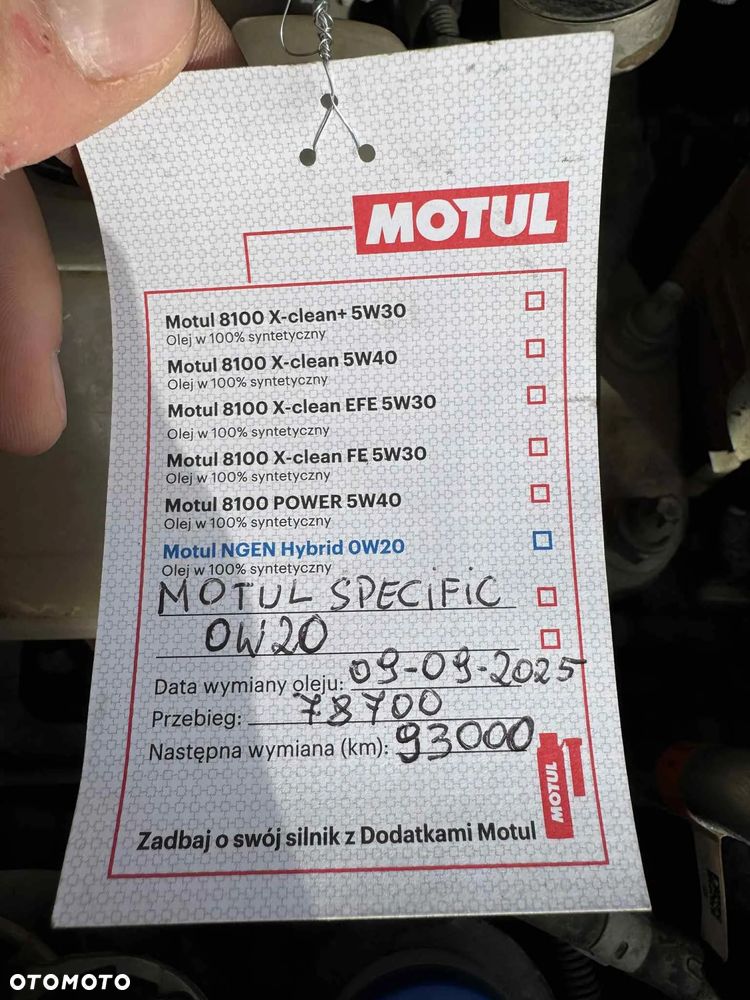 MOTUL
Motul 8100 X-clean+ 5W30
Olej w 100% syntetyczny
Motul 8100 X-clean 5W40
Olej w 100% syntetyczny
Motul 8100 X-clean EFE 5W30
Olej w 100% syntetyczny
Motul 8100 X-clean FE 5W30
Olej w 100% syntetyczny
Motul 8100 POWER 5W40
Olej w 100% syntetyczny
Motul NGEN Hybrid 0W20
Olej w 100% syntetyczny
MOTUL SPECIFIC
0W20
Data wymiany oleju: 09-09-2025
Przebieg: 78700
Następna wymiana (km): 93000
MOTUL
Zadbaj o swój silnik z Dodatkami Motul
OTOMOTO